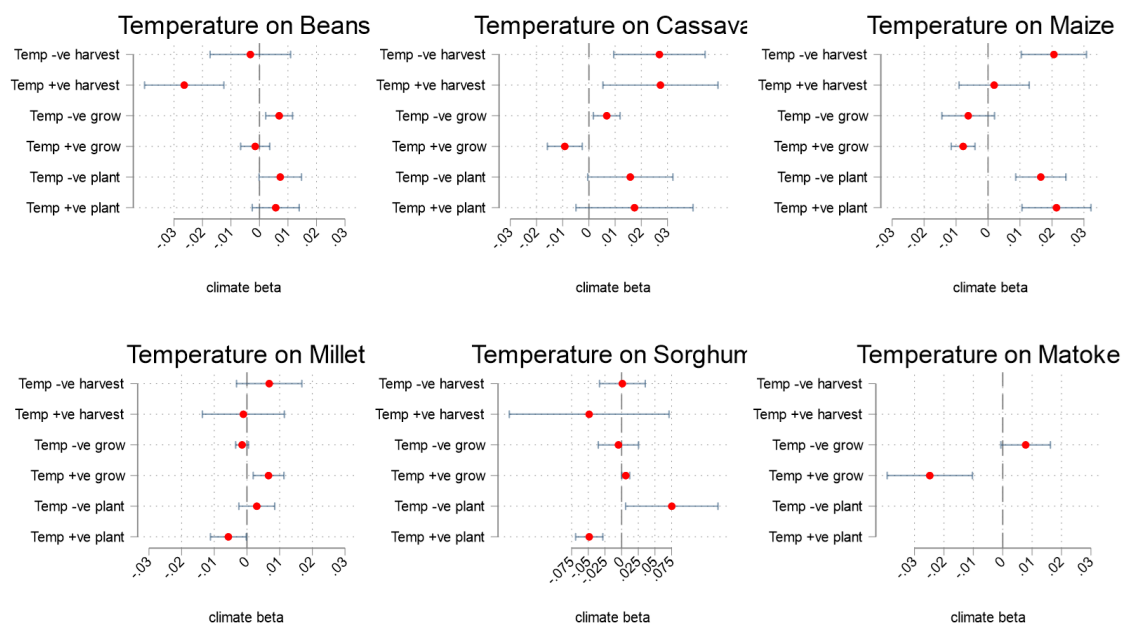 Temperature on Beans
Temp -ve harvest
Temp +ve harvest
Temp -ve grow
Temp +ve grow
Temp -ve plant
Temp +ve plant
-.03
-.02
-.01
0
.01
.02
.03
climate beta
Temperature on Cassava
Temp -ve harvest
Temp +ve harvest
Temp -ve grow
Temp +ve grow
Temp -ve plant
Temp +ve plant
-.03
-.02
-.01
0
.01
.02
.03
climate beta
Temperature on Maize
Temp -ve harvest
Temp +ve harvest
Temp -ve grow
Temp +ve grow
Temp -ve plant
Temp +ve plant
-.03
-.02
-.01
0
.01
.02
.03
climate beta
Temperature on Millet
Temp -ve harvest
Temp +ve harvest
Temp -ve grow
Temp +ve grow
Temp -ve plant
Temp +ve plant
-.03
-.02
-.01
0
.01
.02
.03
climate beta
Temperature on Sorghum
Temp -ve harvest
Temp +ve harvest
Temp -ve grow
Temp +ve grow
Temp -ve plant
Temp +ve plant
-.075
-.05
-.025
0
.025
.05
.075
climate beta
Temperature on Matoke
Temp -ve harvest
Temp +ve harvest
Temp -ve grow
Temp +ve grow
Temp -ve plant
Temp +ve plant
-.03
-.02
-.01
0
.01
.02
.03
climate beta